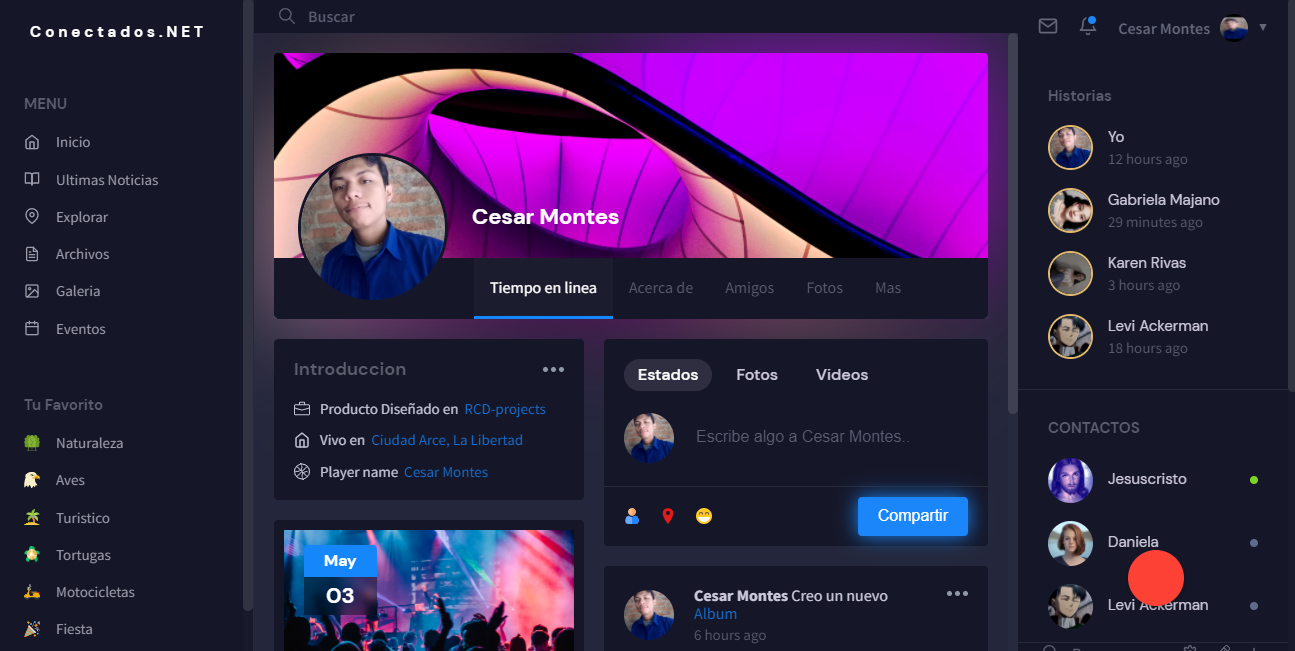 Conectados.NET
MENU
Inicio
Ultimas Noticias
Explorar
Archivos
Galeria
Eventos
Tu Favorito
Naturaleza
Aves
Turistico
Tortugas
Motocicletas
Fiesta
Buscar
Cesar Montes
Tiempo en linea
Acerca de
Amigos
Fotos
Mas
Introduccion
Producto Diseñado en RCD-projects
Vivo en Ciudad Arce, La Libertad
Player name Cesar Montes
May
03
Estados
Fotos
Videos
Escribe algo a Cesar Montes..
Compartir
Cesar Montes Creo un nuevo
Album
6 hours ago
Cesar Montes
Historias
Yo
12 hours ago
Gabriela Majano
29 minutes ago
Karen Rivas
3 hours ago
Levi Ackerman
18 hours ago
CONTACTOS
Jesuscristo
Daniela
Levi Ackerman